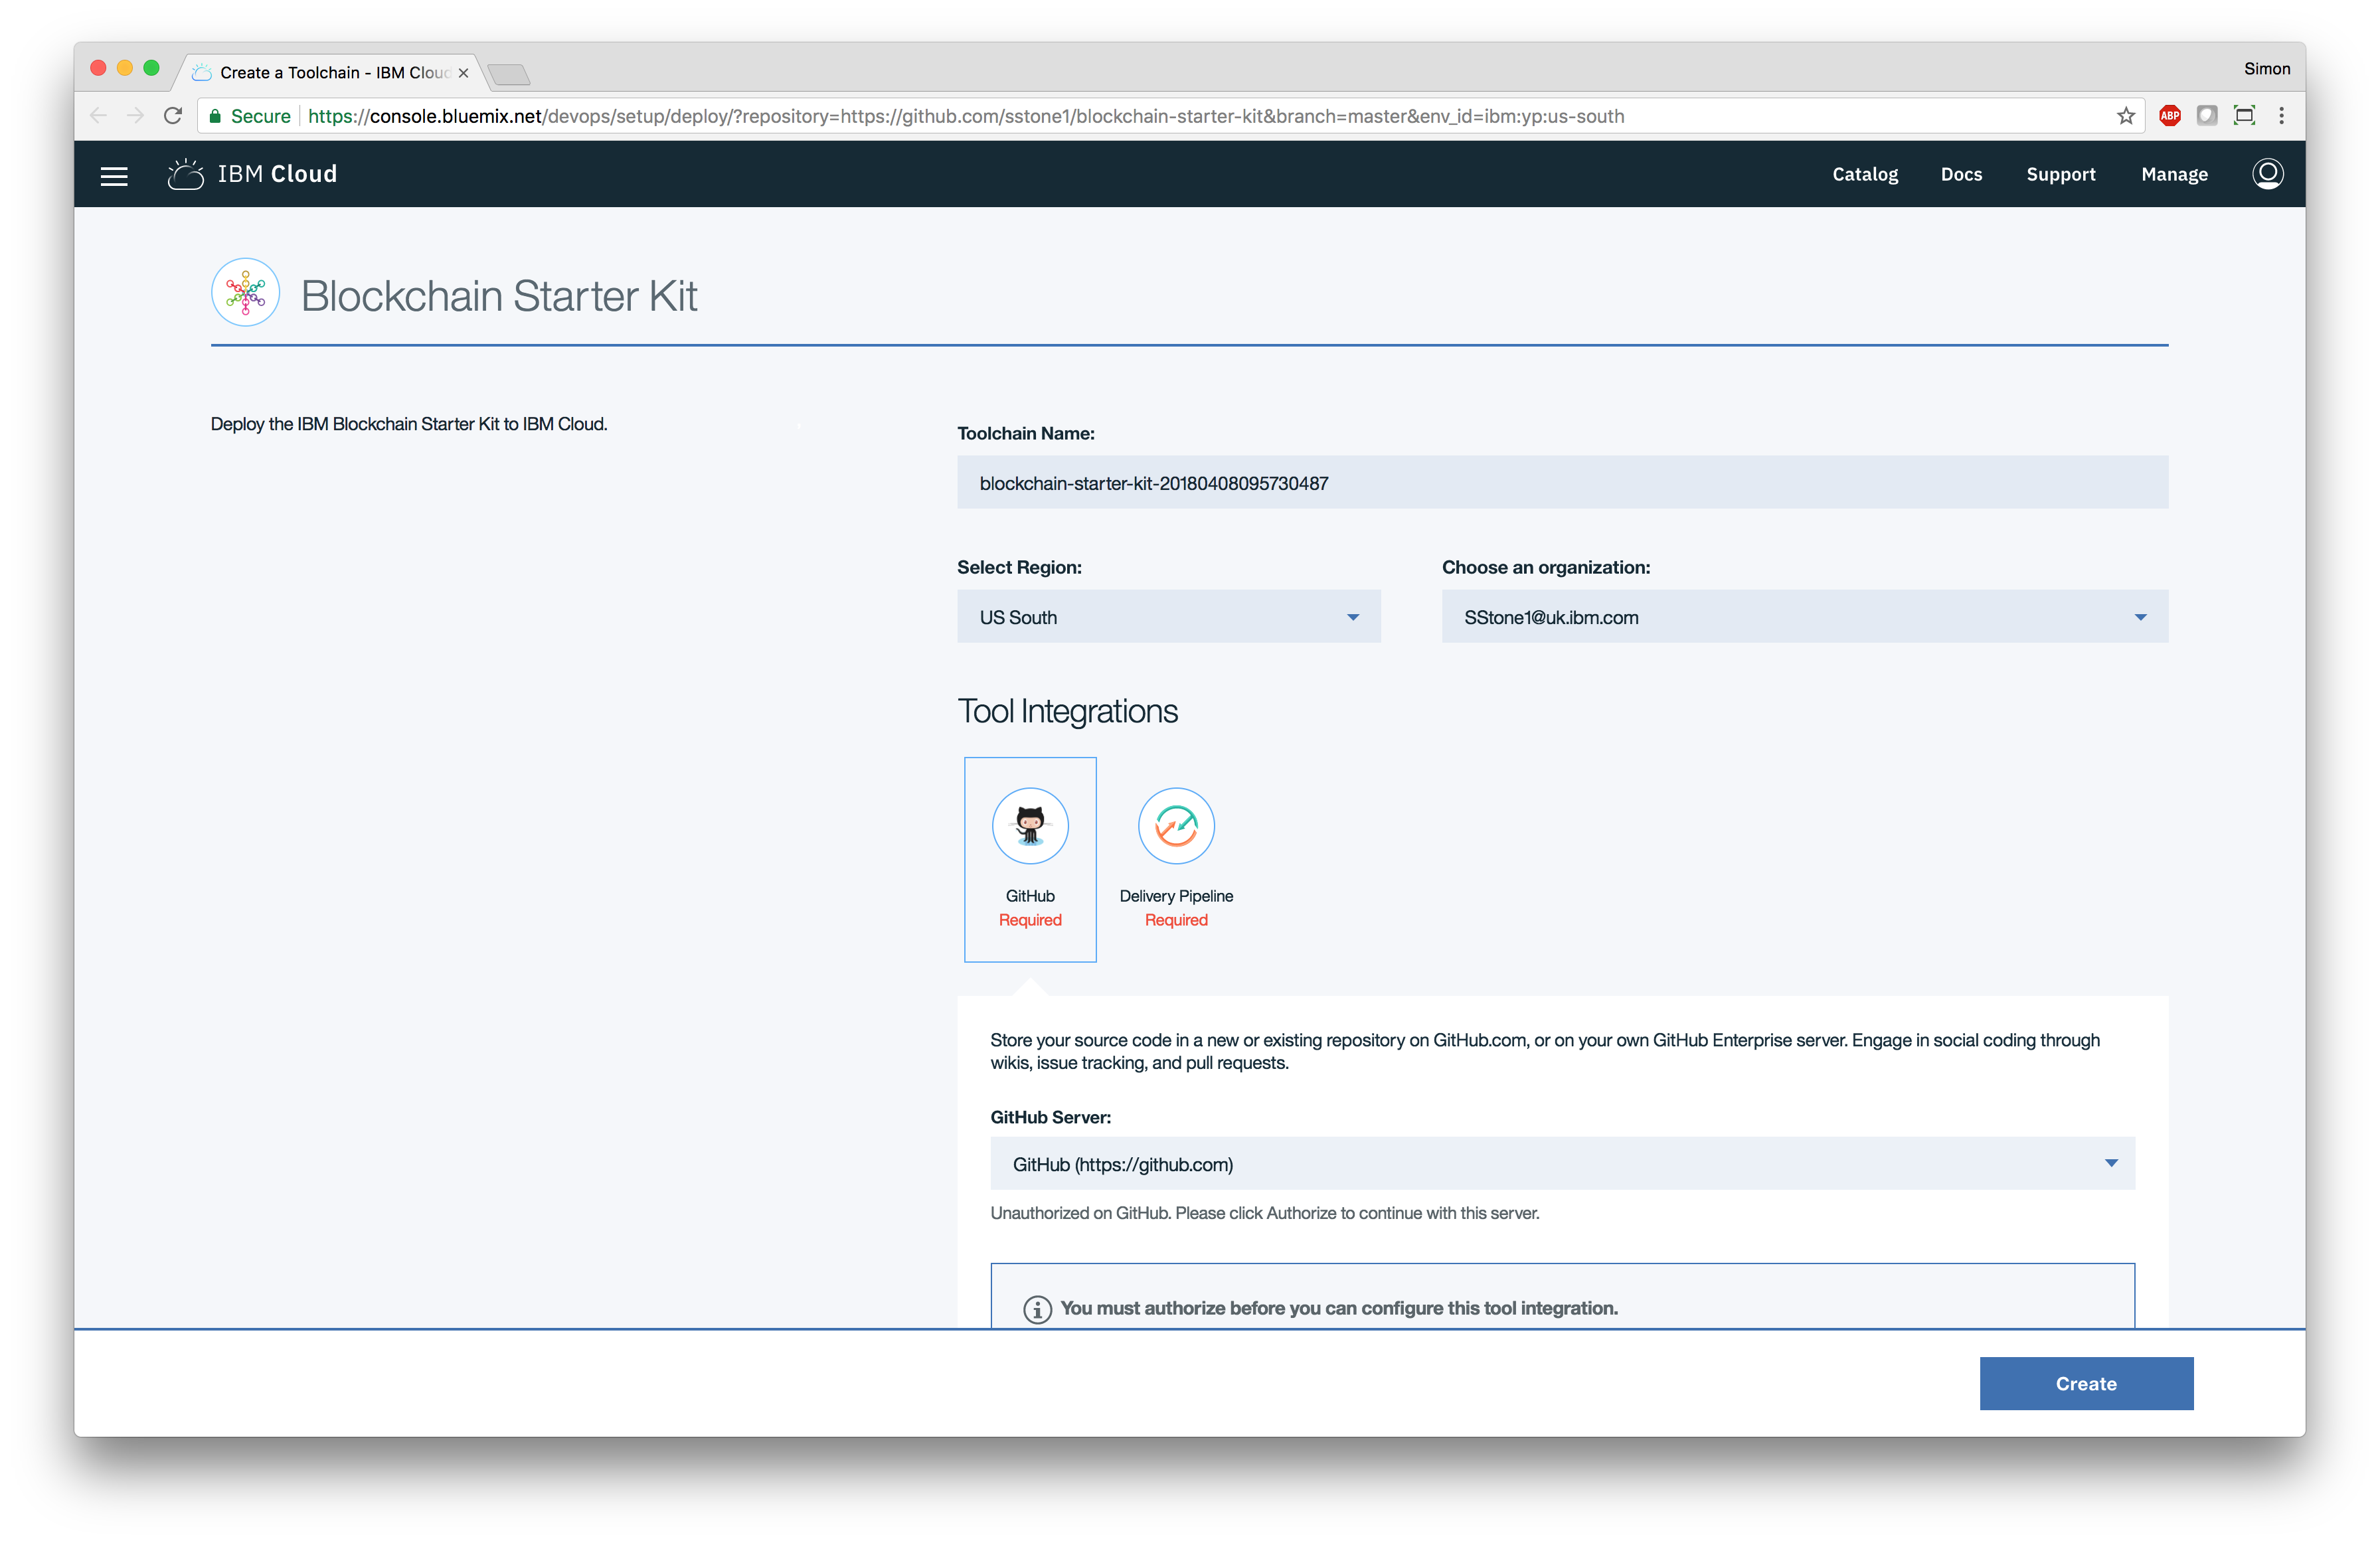 Create a Toolchain - IBM Cloud
Simon
Secure https://console.bluemix.net/devops/setup/deploy/?repository=https://github.com/sstone1/blockchain-starter-kit&branch=master&env_id=ibm:yp:us-south
ABP
IBM Cloud
Catalog Docs Support Manage
Blockchain Starter Kit
Deploy the IBM Blockchain Starter Kit to IBM Cloud.
Toolchain Name:
blockchain-starter-kit-20180408095730487
Select Region: Choose an organization:
US South SStone1@uk.ibm.com
Tool Integrations
GitHub Delivery Pipeline
Required Required
Store your source code in a new or existing repository on GitHub.com, or on your own GitHub Enterprise server. Engage in social coding through
wikis, issue tracking, and pull requests.
GitHub Server:
GitHub (https://github.com)
Unauthorized on GitHub. Please click Authorize to continue with this server.
You must authorize before you can configure this tool integration.
Create